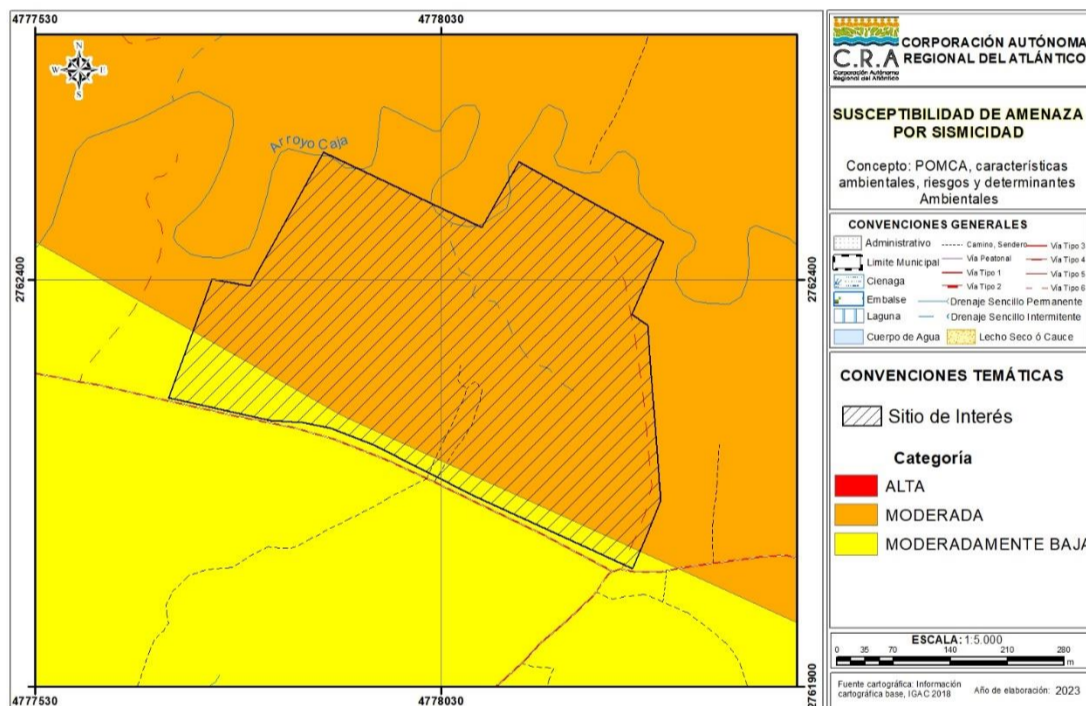 4777530
4778030
2762400
N
W
E
S
Arroyo Caja
2762400
4777530
4778030
2761900
C.R.A
Corporación Autónoma
Regional del Atlántico
CORPORACIÓN AUTÓNOMA
REGIONAL DEL ATLÁNTICO
SUSCEPTIBILIDAD DE AMENAZA
POR SISMICIDAD
Concepto: POMCA, características
ambientales, riesgos y determinantes
Ambientales
CONVENCIONES GENERALES
Administrativo
Limite Municipal
Cienaga
Embalse
Laguna
Cuerpo de Agua
Camino, Sendero
Vía Peatonal
Vía Tipo 1
Vía Tipo 2
Vía Tipo 3
Vía Tipo 4
Vía Tipo 5
Vía Tipo 6
Drenaje Sencillo Permanente
Drenaje Sencillo Intermitente
Lecho Seco ó Cauce
CONVENCIONES TEMÁTICAS
Sitio de Interés
Categoría
ALTA
MODERADA
MODERADAMENTE BAJA
ESCALA: 1:5.000
0 35 70 140 210 280
m
Fuente cartográfica: Información
cartográfica base, IGAC 2018
Año de elaboración: 2023